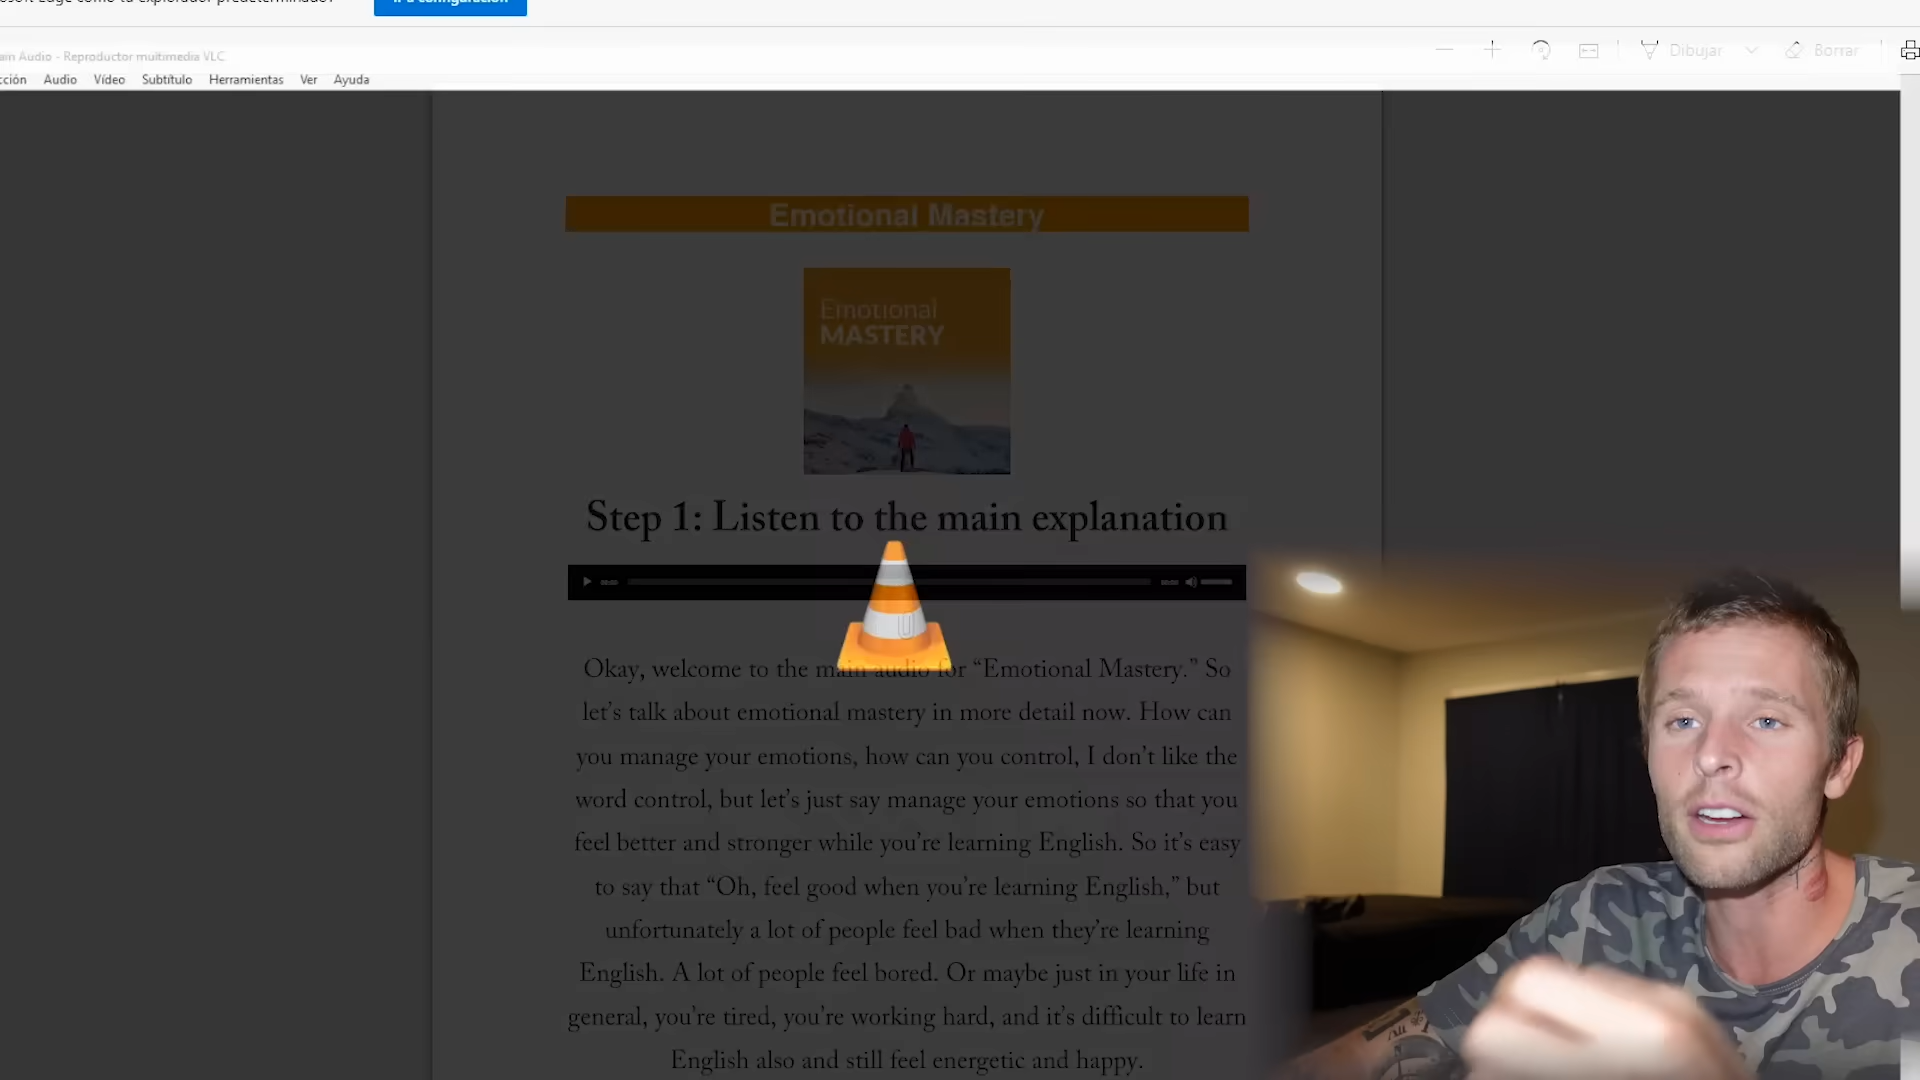 osoft Edge como tu explorador predeterminado?
Ir a configuración
ain Audio - Reproductor multimedia VLC
Dibujar
Borrar
cción Audio Vídeo Subtítulo Herramientas Ver Ayuda
Emotional Mastery
Emotional
MASTERY
Step 1: Listen to the main explanation
Okay, welcome to the main audio for “Emotional Mastery.” So
let’s talk about emotional mastery in more detail now. How can
you manage your emotions, how can you control, I don’t like the
word control, but let’s just say manage your emotions so that you
feel better and stronger while you’re learning English. So it’s easy
to say that “Oh, feel good when you’re learning English,” but
unfortunately a lot of people feel bad when they’re learning
English. A lot of people feel bored. Or maybe just in your life in
general, you’re tired, you’re working hard, and it’s difficult to learn
English also and still feel energetic and happy.